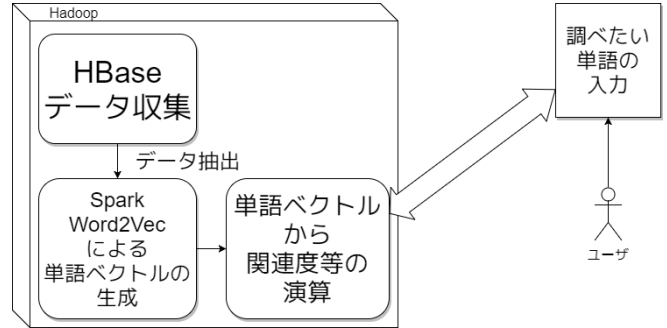 Hadoop
HBase
データ収集
データ抽出
Spark
Word2Vec
による
単語ベクトルの
生成
単語ベクトル
から
関連度等の
演算
調べたい
単語の
入力
ユーザ